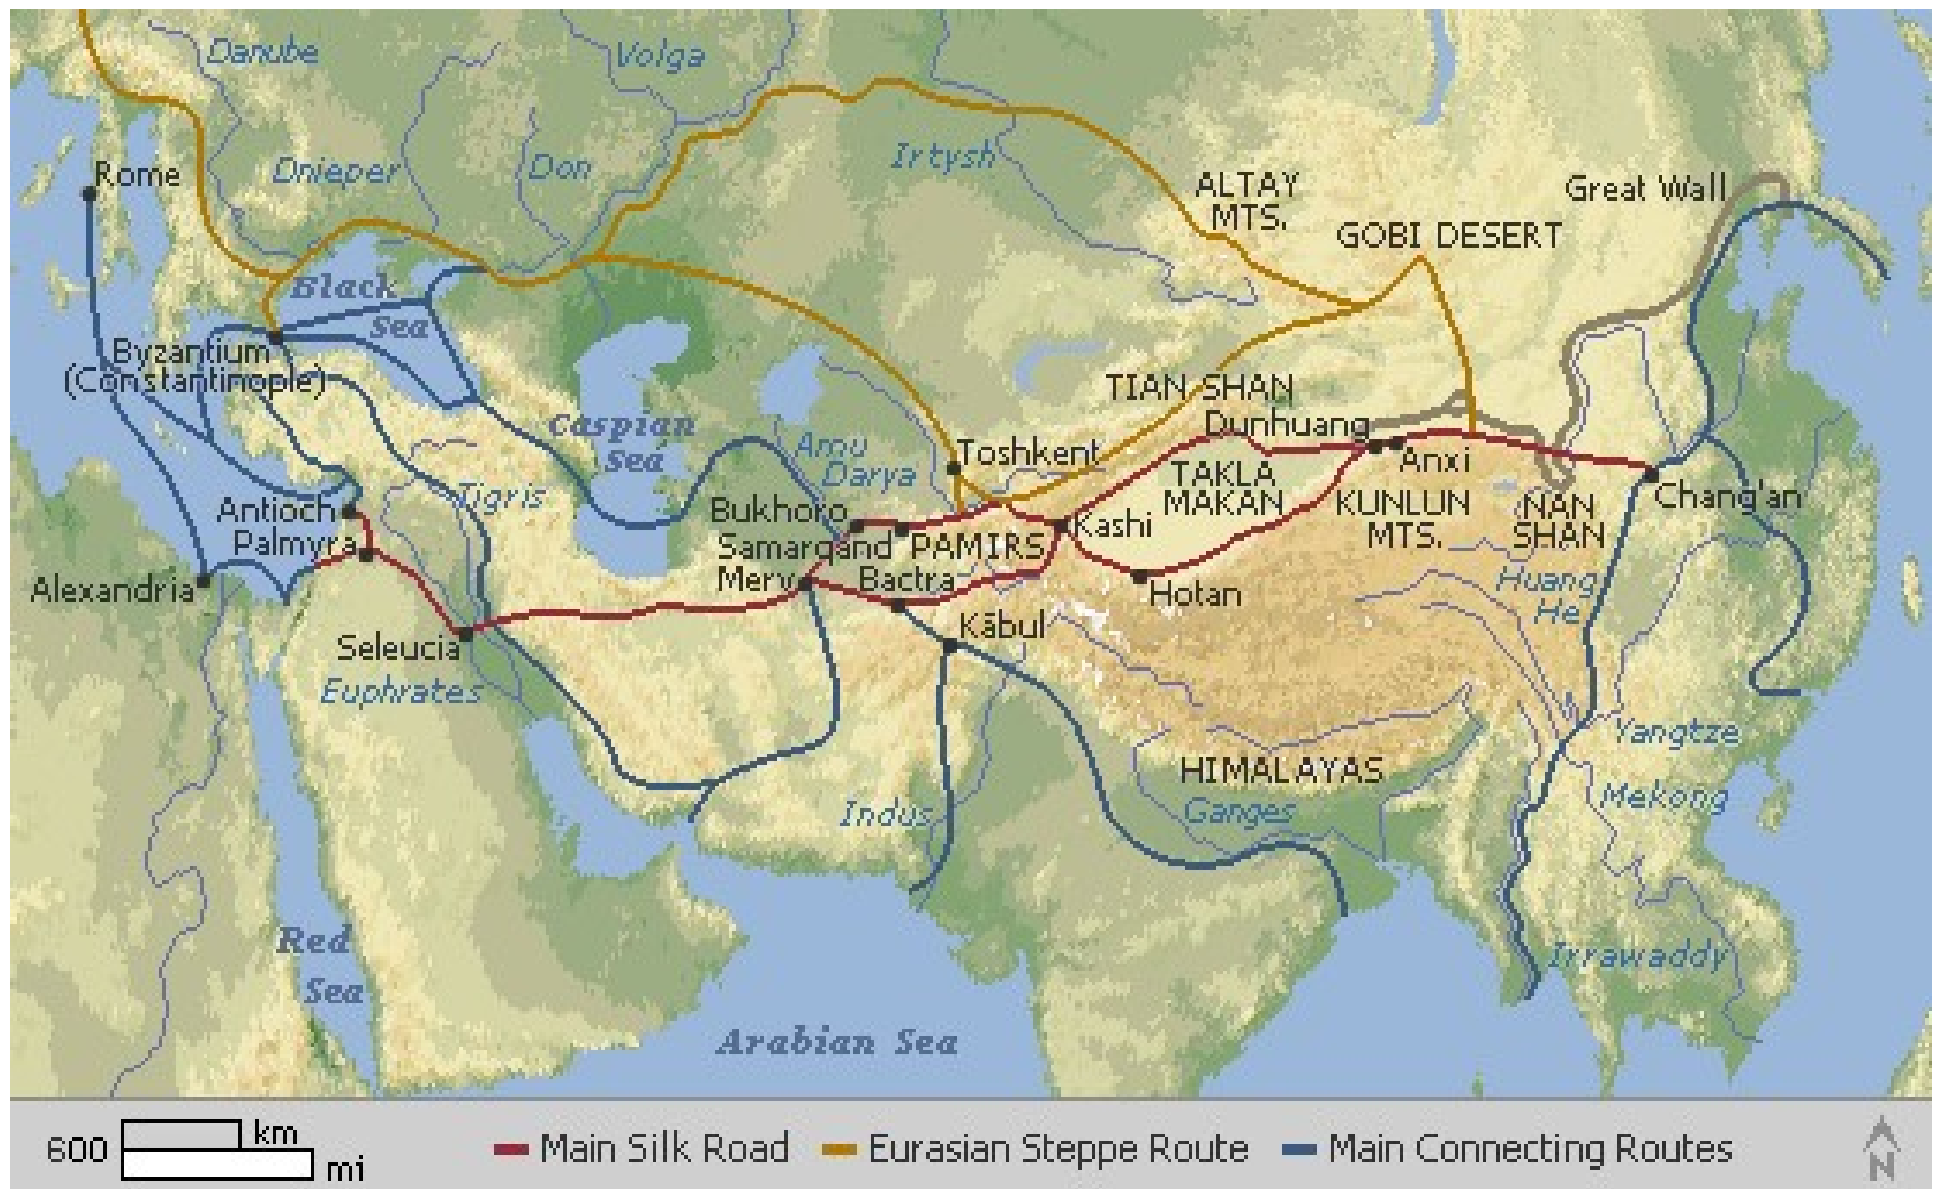 Danube
Volga
Rome
Dnieper
Don
Irtysh
ALTAY
MTS.
Great Wall
GOBI DESERT
Black
Sea
Byzantium
(Constantinople)
TIAN SHAN
Dunhuang
Caspian
Sea
Amu
Darya
Toshkent
TAKLA
MAKAN
Anxi
Tigris
Antioch
Bukhoro
Kashi
KUNLUN
MTS.
NAN
SHAN
Chang'an
Palmyra
Samarqand
PAMIRS
Alexandria
Merv
Bactra
Hotan
Huang
He
Kābul
Seleucia
Euphrates
Yangtze
HIMALAYAS
Indus
Ganges
Mekong
Red
Sea
Irrawaddy
Arabian Sea
600
km
mi
Main Silk Road
Eurasian Steppe Route
Main Connecting Routes
N